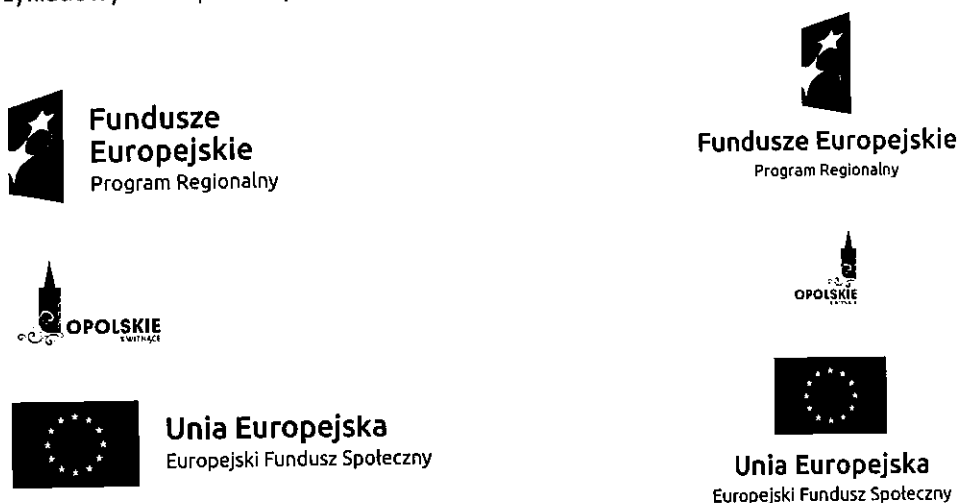 Fundusze
Europejskie
Program Regionalny
OPOLSKIE
KWITNĄCE
Unia Europejska
Europejski Fundusz Społeczny
Fundusze Europejskie
Program Regionalny
OPOLSKIE
Unia Europejska
Europejski Fundusz Społeczny